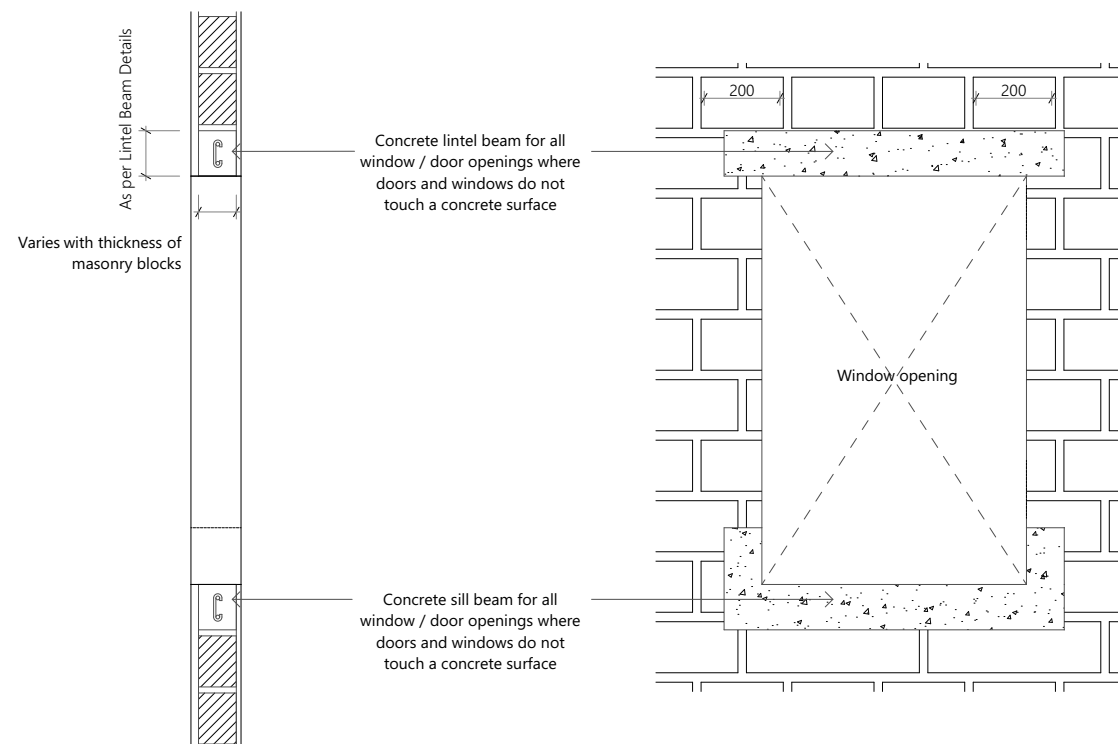 As per Lintel Beam Details
200
200
Concrete lintel beam for all
window / door openings where
doors and windows do not
touch a concrete surface
Varies with thickness of
masonry blocks
Window opening
Concrete sill beam for all
window / door openings where
doors and windows do not
touch a concrete surface